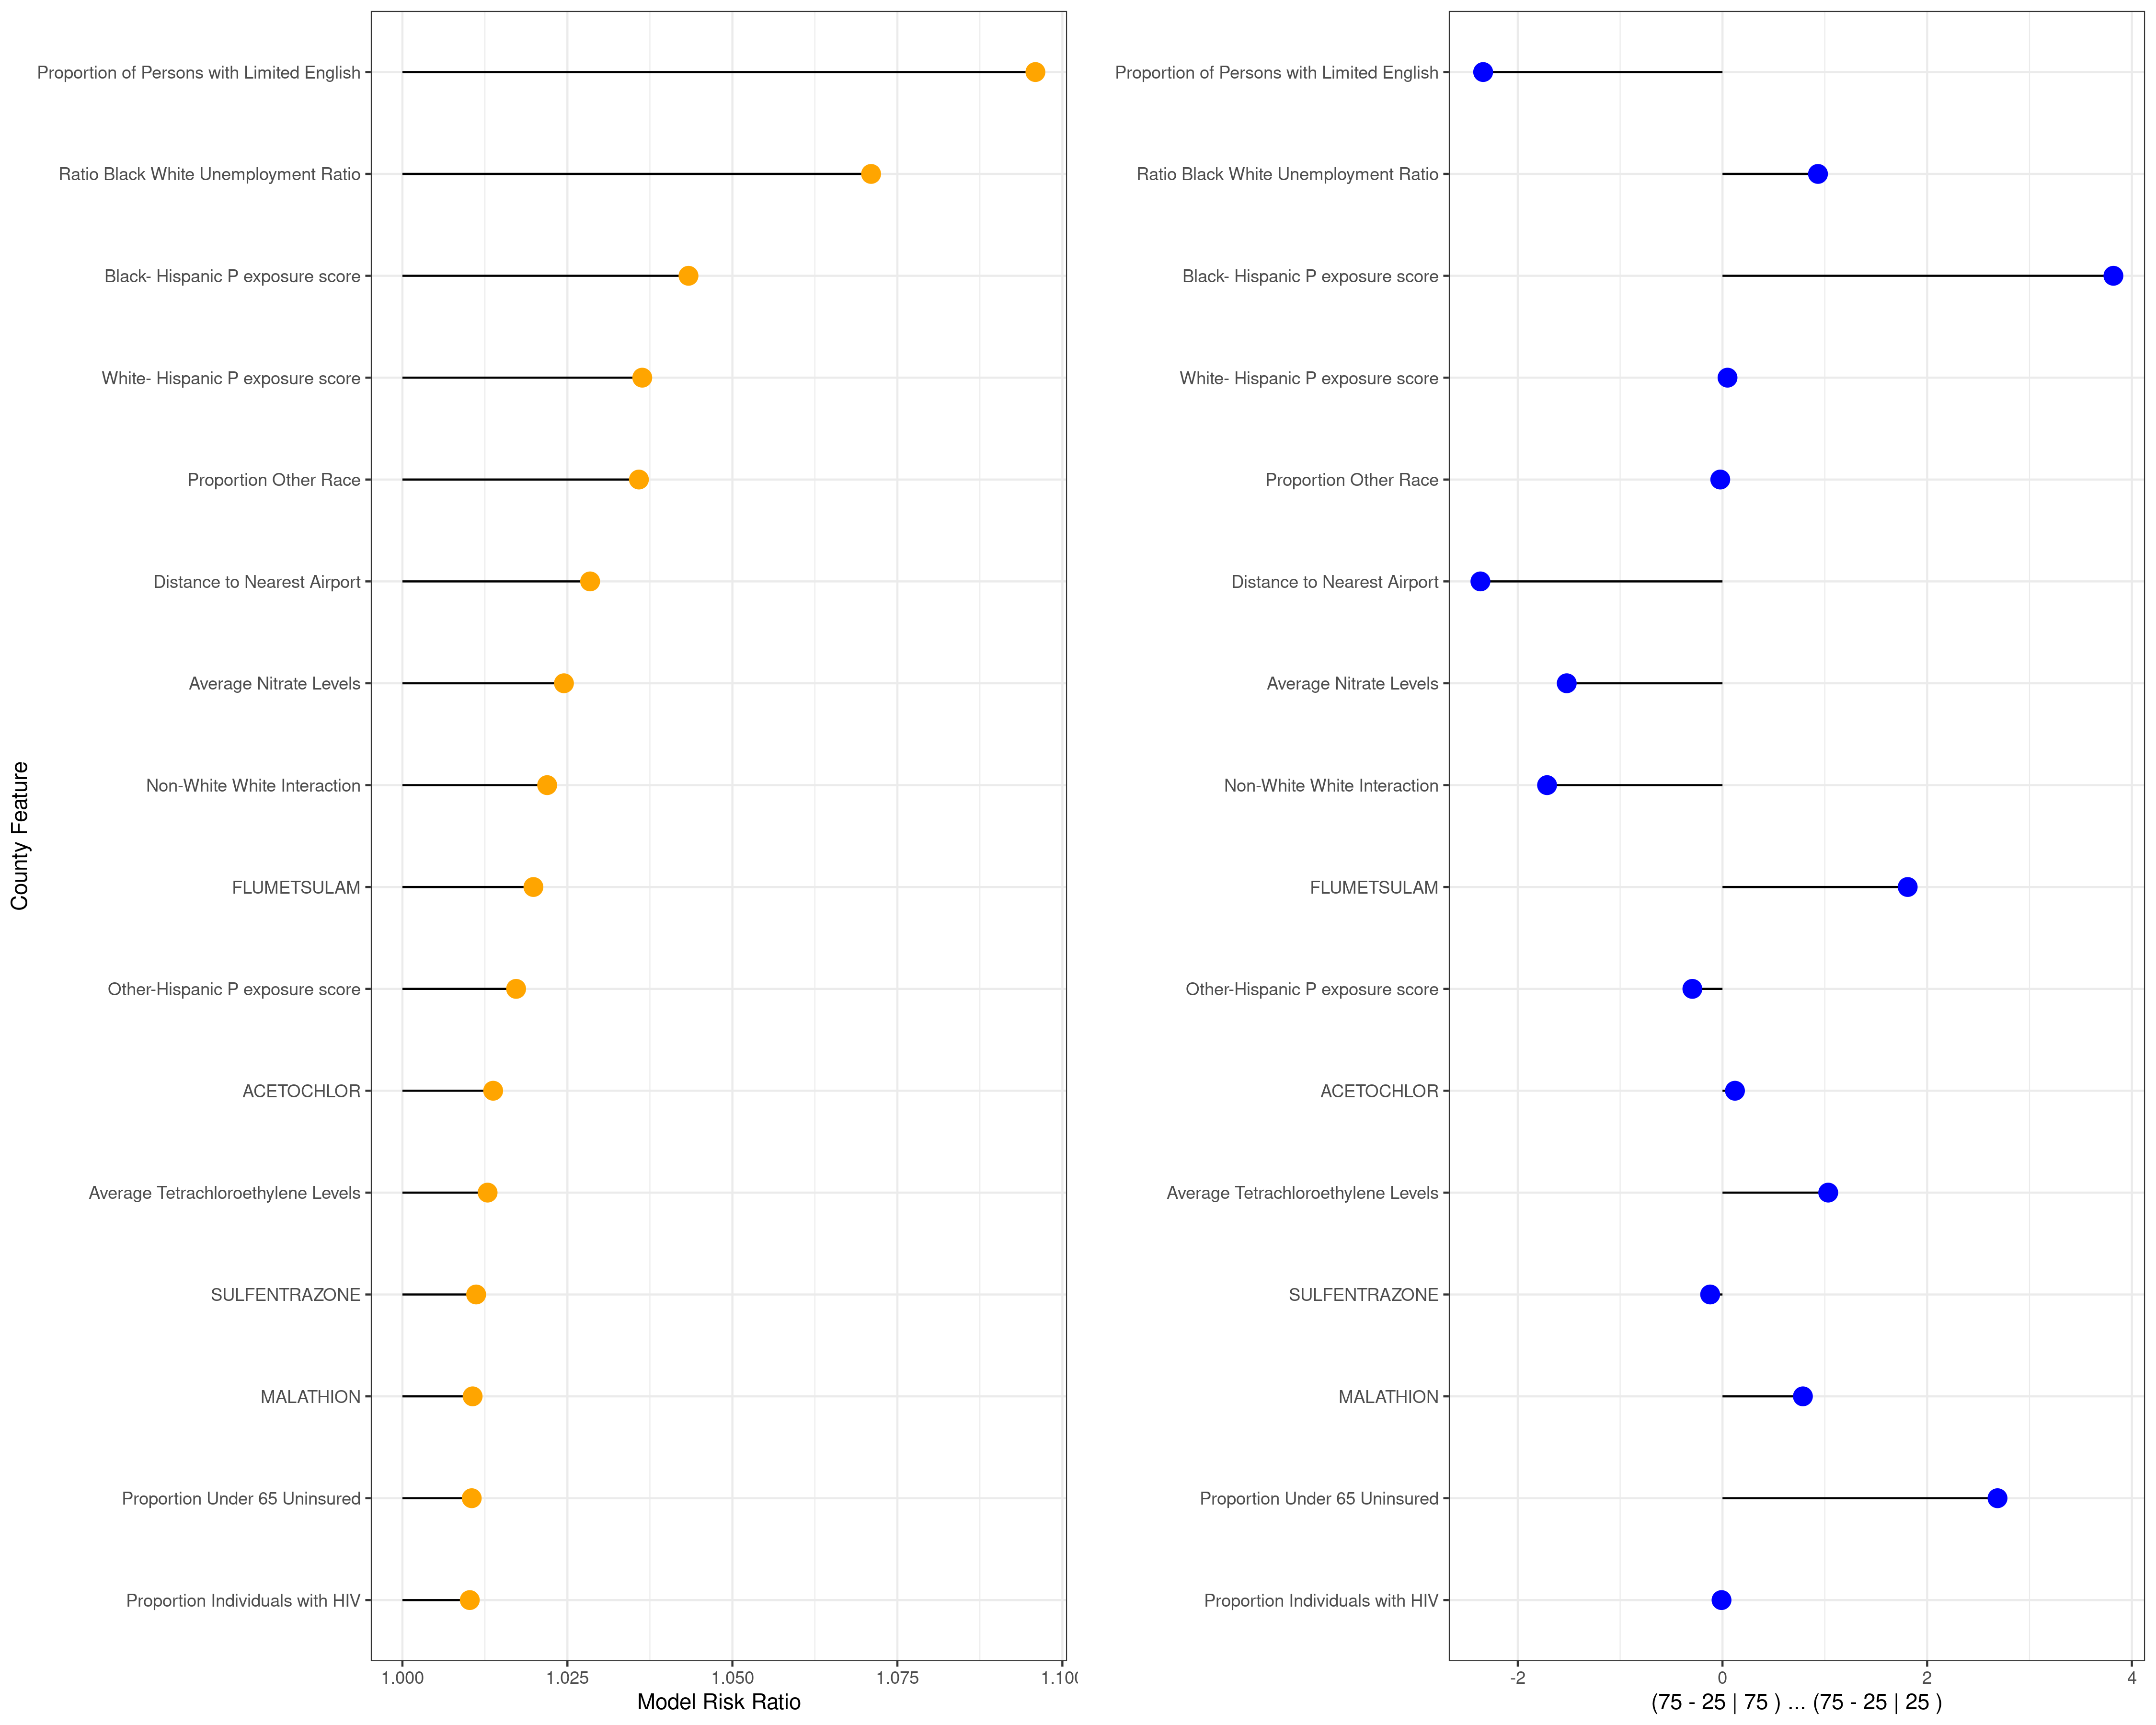 County Feature
Proportion of Persons with Limited English
Ratio Black White Unemployment Ratio
Black- Hispanic P exposure score
White- Hispanic P exposure score
Proportion Other Race
Distance to Nearest Airport
Average Nitrate Levels
Non-White White Interaction
FLUMETSULAM
Other-Hispanic P exposure score
ACETOCHLOR
Average Tetrachloroethylene Levels
SULFENTRAZONE
MALATHION
Proportion Under 65 Uninsured
Proportion Individuals with HIV
1.000 1.025 1.050 1.075 1.100
Model Risk Ratio
Proportion of Persons with Limited English
Ratio Black White Unemployment Ratio
Black- Hispanic P exposure score
White- Hispanic P exposure score
Proportion Other Race
Distance to Nearest Airport
Average Nitrate Levels
Non-White White Interaction
FLUMETSULAM
Other-Hispanic P exposure score
ACETOCHLOR
Average Tetrachloroethylene Levels
SULFENTRAZONE
MALATHION
Proportion Under 65 Uninsured
Proportion Individuals with HIV
-2 0 2 4
(75 - 25 | 75 ) ... (75 - 25 | 25 )